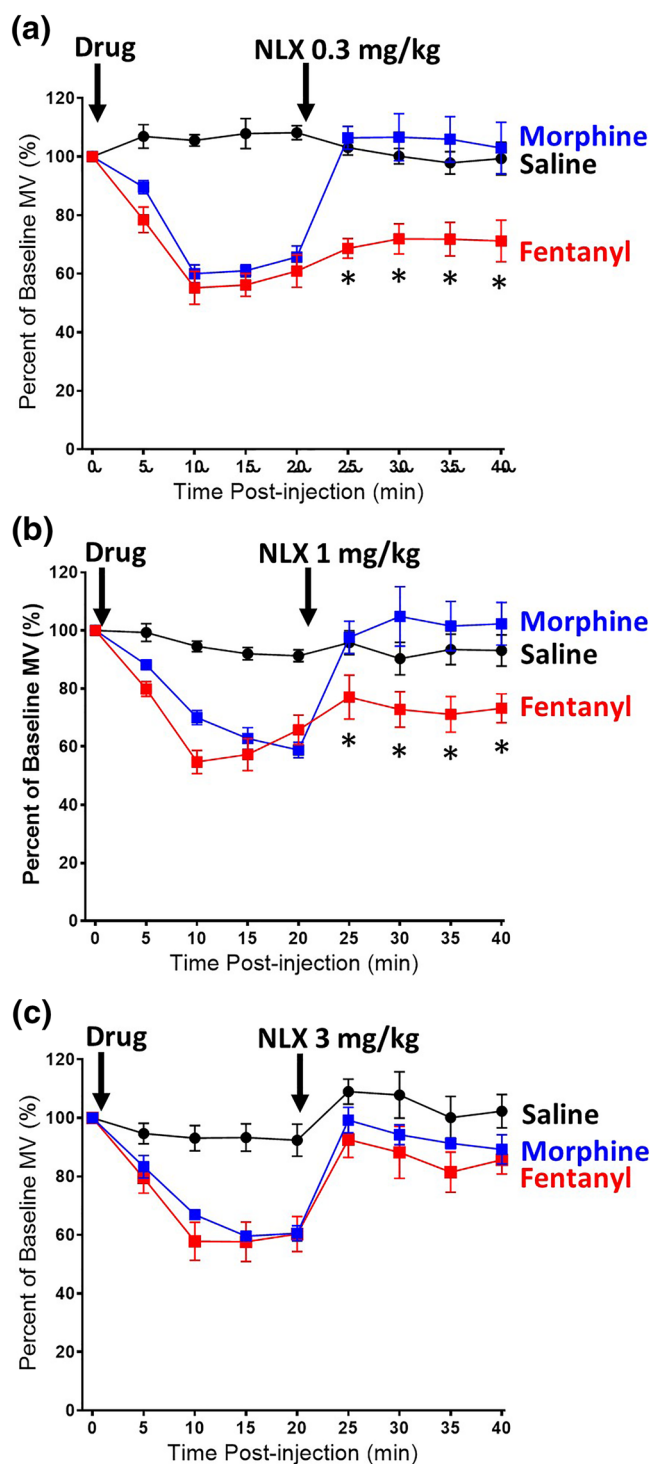 (a)
Drug
NLX 0.3 mg/kg
120
100
80
60
40
20
0
Percent of Baseline MV (%)
Morphine
Saline
Fentanyl
* * * *
0 5 10 15 20 25 30 35 40
Time Post-injection (min)
(b)
Drug
NLX 1 mg/kg
120
100
80
60
40
20
0
Percent of Baseline MV (%)
Morphine
Saline
Fentanyl
* * * *
0 5 10 15 20 25 30 35 40
Time Post-injection (min)
(c)
Drug
NLX 3 mg/kg
120
100
80
60
40
20
0
Percent of Baseline MV (%)
Saline
Morphine
Fentanyl
0 5 10 15 20 25 30 35 40
Time Post-injection (min)